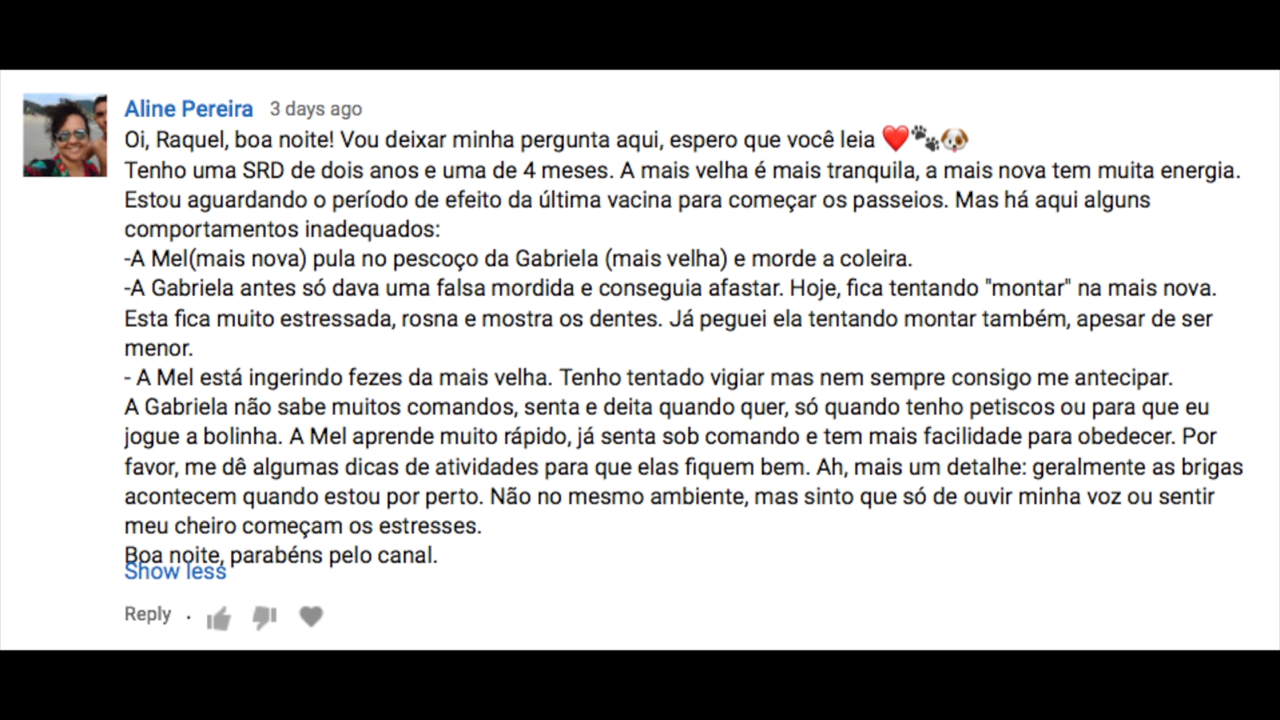 Aline Pereira 3 days ago
Oi, Raquel, boa noite! Vou deixar minha pergunta aqui, espero que você leia ❤️🐾🐶
Tenho uma SRD de dois anos e uma de 4 meses. A mais velha é mais tranquila, a mais nova tem muita energia.
Estou aguardando o período de efeito da última vacina para começar os passeios. Mas há aqui alguns
comportamentos inadequados:
-A Mel(mais nova) pula no pescoço da Gabriela (mais velha) e morde a coleira.
-A Gabriela antes só dava uma falsa mordida e conseguia afastar. Hoje, fica tentando "montar" na mais nova.
Esta fica muito estressada, rosna e mostra os dentes. Já peguei ela tentando montar também, apesar de ser
menor.
- A Mel está ingerindo fezes da mais velha. Tenho tentado vigiar mas nem sempre consigo me antecipar.
A Gabriela não sabe muitos comandos, senta e deita quando quer, só quando tenho petiscos ou para que eu
jogue a bolinha. A Mel aprende muito rápido, já senta sob comando e tem mais facilidade para obedecer. Por
favor, me dê algumas dicas de atividades para que elas fiquem bem. Ah, mais um detalhe: geralmente as brigas
acontecem quando estou por perto. Não no mesmo ambiente, mas sinto que só de ouvir minha voz ou sentir
meu cheiro começam os estresses.
Boa noite, parabéns pelo canal.
Show less
Reply ·